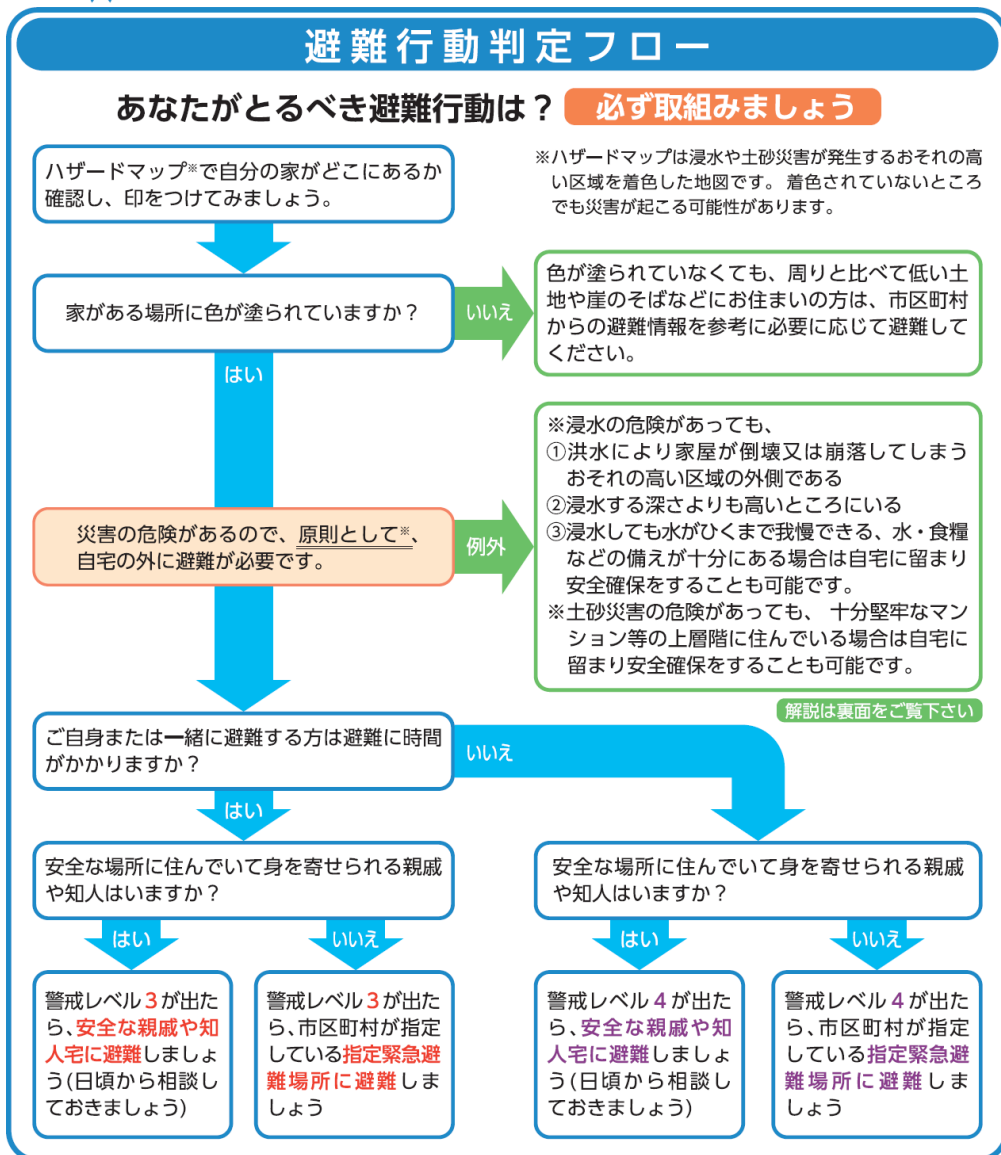 避難行動判定フロー
あなたがとるべき避難行動は？ 必ず取組みましょう
ハザードマップ※で自分の家がどこにあるか
確認し、印をつけてみましょう。
※ハザードマップは浸水や土砂災害が発生するおそれの高
い区域を着色した地図です。着色されていないところ
でも災害が起こる可能性があります。
家がある場所に色が塗られていますか？
いいえ
色が塗られていなくても、周りと比べて低い土
地や崖のそばなどにお住まいの方は、市区町村
からの避難情報を参考に必要に応じて避難して
ください。
はい
災害の危険があるので、原則として※、
自宅の外に避難が必要です。
例外
※浸水の危険があっても、
①洪水により家屋が倒壊又は崩落してしまう
おそれの高い区域の外側である
②浸水する深さよりも高いところにいる
③浸水しても水がひくまで我慢できる、水・食糧
などの備えが十分にある場合は自宅に留まり
安全確保をすることも可能です。
※土砂災害の危険があっても、 十分堅牢なマン
ション等の上層階に住んでいる場合は自宅に
留まり安全確保をすることも可能です。
解説は裏面をご覧下さい
ご自身または一緒に避難する方は避難に時間
がかかりますか？
いいえ
はい
安全な場所に住んでいて身を寄せられる親戚
や知人はいますか？
はい
いいえ
警戒レベル3が出た
ら、安全な親戚や知
人宅に避難しましょ
う(日頃から相談し
ておきましょう)
警戒レベル3が出た
ら、市区町村が指定
している指定緊急避
難場所に避難しま
しょう
安全な場所に住んでいて身を寄せられる親戚
や知人はいますか？
はい
いいえ
警戒レベル4が出た
ら、安全な親戚や知
人宅に避難しましょ
う(日頃から相談し
ておきましょう)
警戒レベル4が出た
ら、市区町村が指定
している指定緊急避
難場所に避難しま
しょう